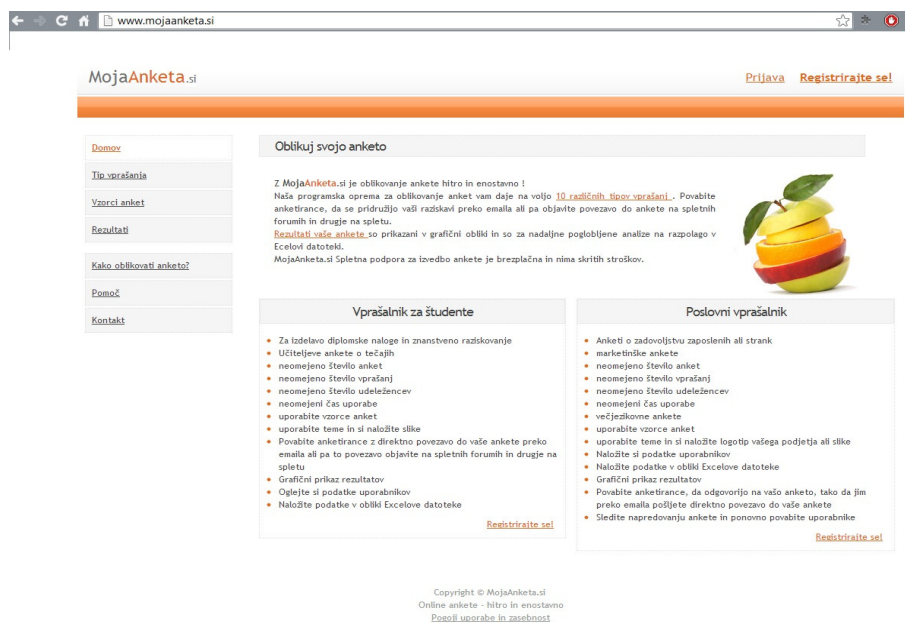 www.mojaanketa.si
MojaAnketa.si
Prijava Registrirajte se!
Domov
Tip vprašanja
Vzorci anket
Rezultati
Kako oblikovati anketo?
Pomoč
Kontakt
Oblikuj svojo anketo
Z MojaAnketa.si je oblikovanje ankete hitro in enostavno !
Naša programska oprema za oblikovanje anket vam daje na voljo 10 različnih tipov vprašanj . Povabite
anketirance, da se pridružijo vaši raziskavi preko emaila ali pa objavite povezavo do ankete na spletnih
forumih in drugje na spletu.
Rezultati vaše ankete so prikazani v grafični obliki in so za nadaljne poglobljene analize na razpolago v
Ecelovi datoteki.
MojaAnketa.si Spletna podpora za izvedbo ankete je brezplačna in nima skritih stroškov.
Vprašalnik za študente
Za izdelavo diplomske naloge in znanstveno raziskovanje
Učiteljeve ankete o tečajih
neomejeno število anket
neomejeno število vprašanj
neomejeno število udeležencev
neomejeni čas uporabe
uporabite vzorce anket
uporabite teme in si naložite slike
Povabite anketirance z direktno povezavo do vaše ankete preko
emaila ali pa to povezavo objavite na spletnih forumih in drugje na
spletu
Grafični prikaz rezultatov
Oglejte si podatke uporabnikov
Naložite podatke v obliki Excelove datoteke
Registrirajte se!
Poslovni vprašalnik
Anketi o zadovoljstvu zaposlenih ali strank
marketinške ankete
neomejeno število anket
neomejeno število vprašanj
neomejeno število udeležencev
neomejeni čas uporabe
večjezikovne ankete
uporabite vzorce anket
uporabite teme in si naložite logotip vašega podjetja ali slike
Naložite si podatke uporabnikov
Naložite podatke v obliki Excelove datoteke
Grafični prikaz rezultatov
Povabite anketirance, da odgovorijo na vašo anketo, tako da jim
preko emaila pošljete direktno povezavo do vaše ankete
Sledite napredovanju ankete in ponovno povabite uporabnike
Registrirajte se!
Copyright © MojaAnketa.si
Online ankete - hitro in enostavno
Pogoji uporabe in zasebnost